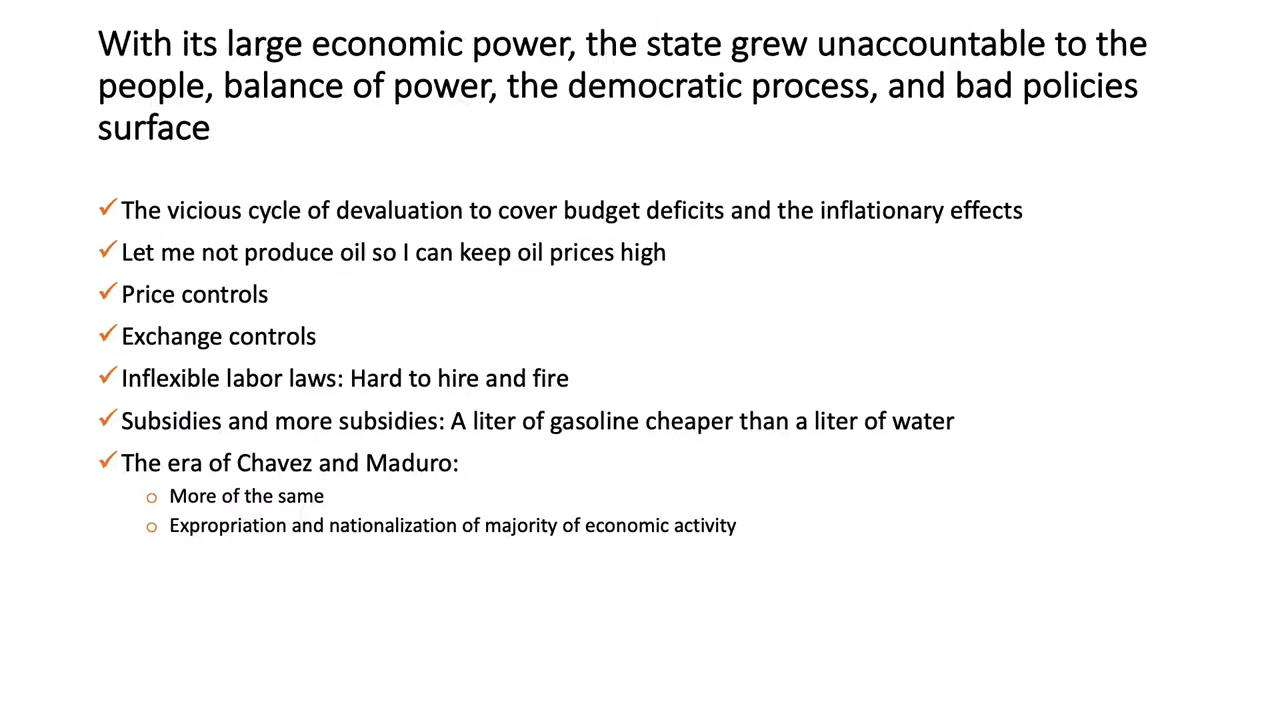 With its large economic power, the state grew unaccountable to the
people, balance of power, the democratic process, and bad policies
surface
✓The vicious cycle of devaluation to cover budget deficits and the inflationary effects
✓Let me not produce oil so I can keep oil prices high
✓Price controls
✓Exchange controls
✓Inflexible labor laws: Hard to hire and fire
✓Subsidies and more subsidies: A liter of gasoline cheaper than a liter of water
✓The era of Chavez and Maduro:
○ More of the same
○ Expropriation and nationalization of majority of economic activity